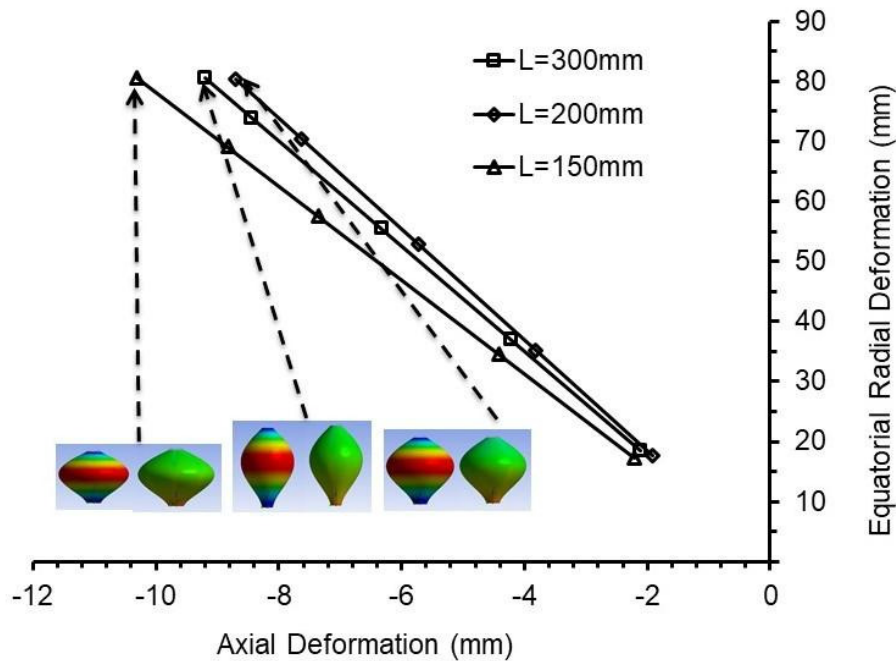 90
80
70
60
50
40
30
20
10
Equatorial Radial Deformation (mm)
L=300mm
L=200mm
L=150mm
-12 -10 -8 -6 -4 -2 0
Axial Deformation (mm)